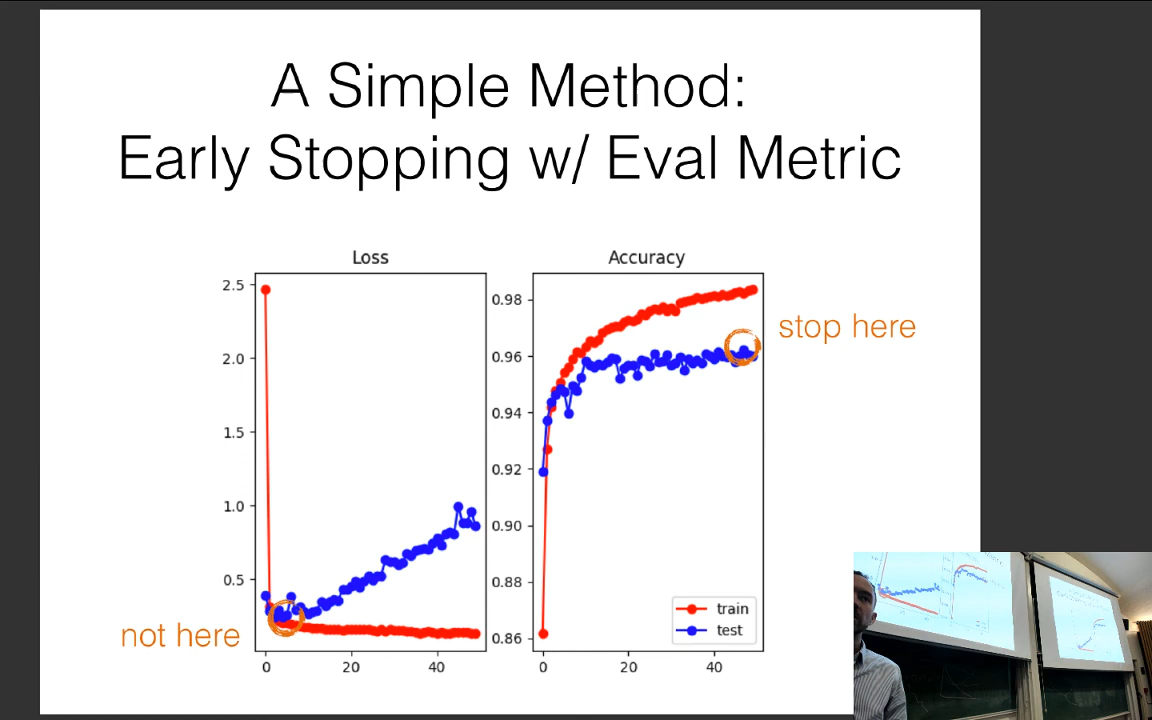 A Simple Method:
Early Stopping w/ Eval Metric
Loss
Accuracy
2.5
2.0
1.5
1.0
0.5
0
20
40
0.98
0.96
0.94
0.92
0.90
0.88
0.86
0
20
40
train
test
stop here
not here